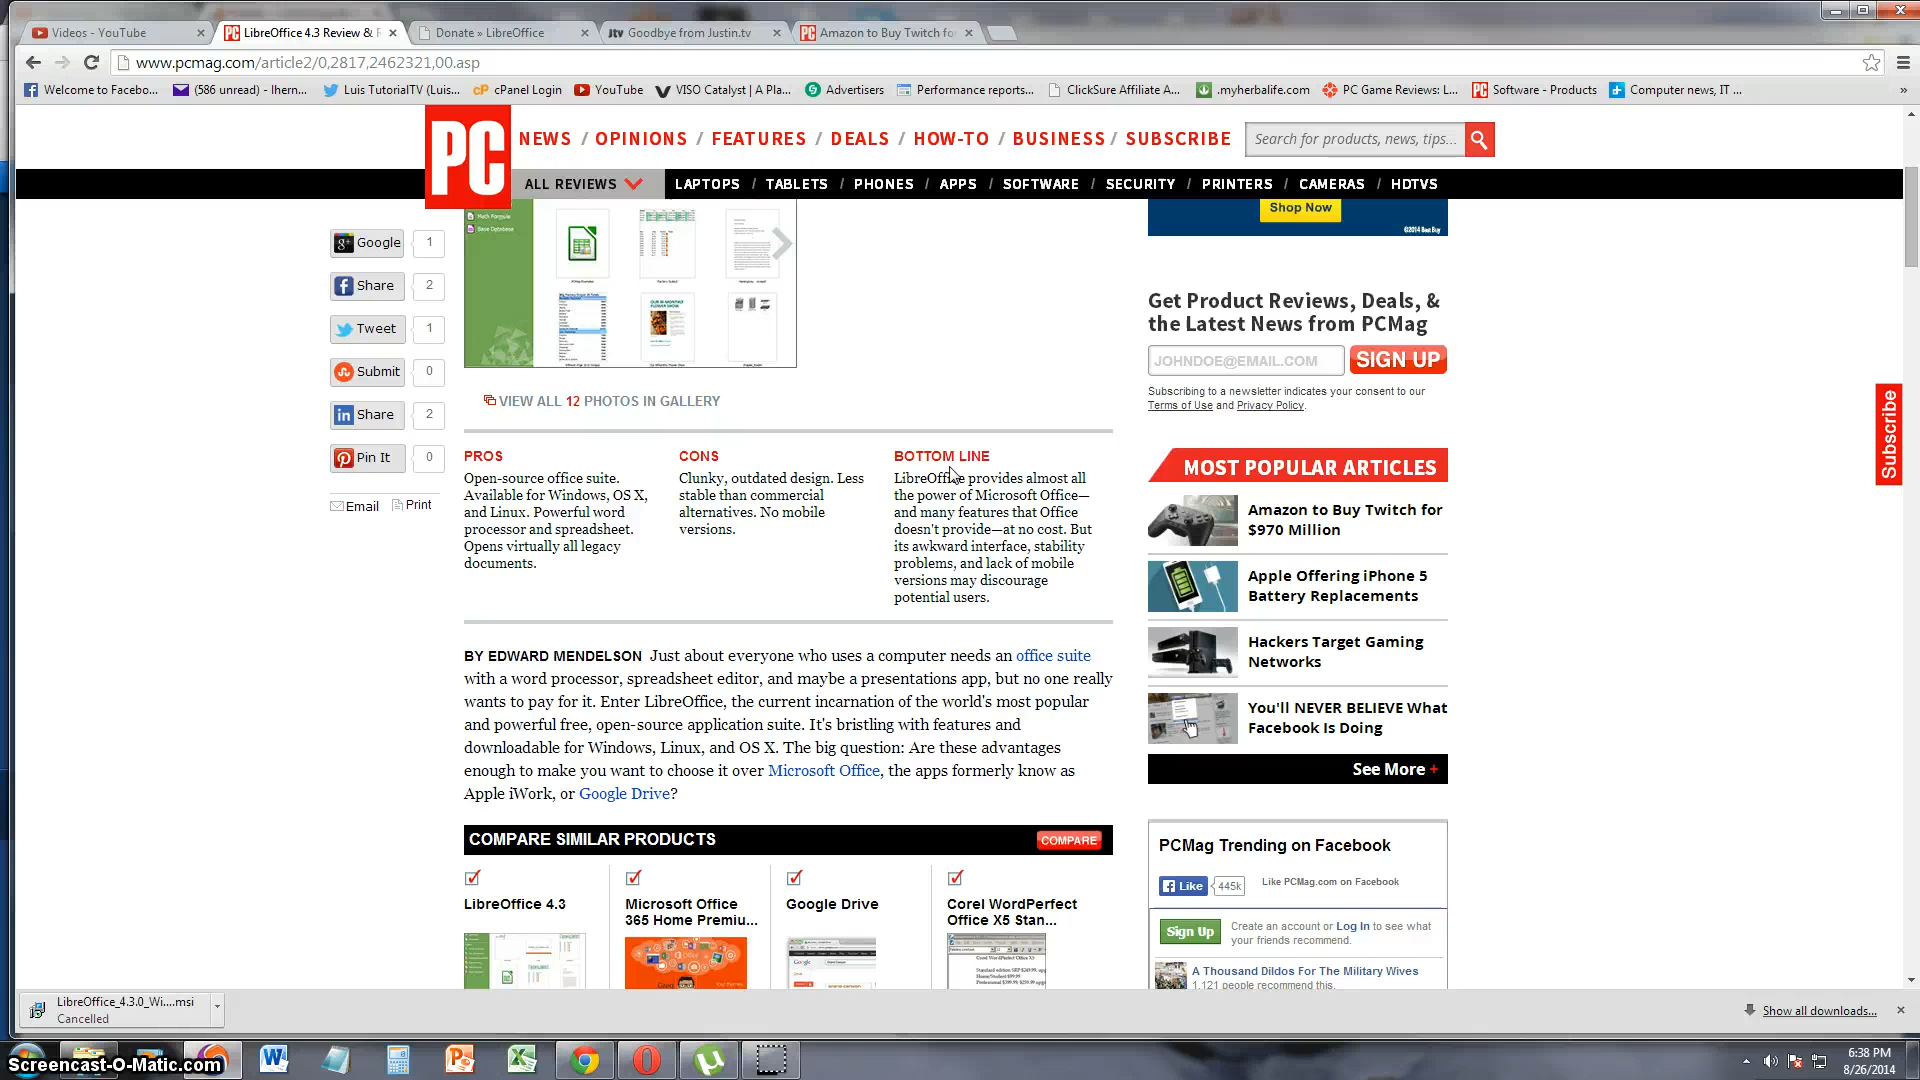 Videos - YouTube
LibreOffice 4.3 Review & R
Donate » LibreOffice
Goodbye from Justin.tv
Amazon to Buy Twitch for
www.pcmag.com/article2/0,2817,2462321,00.asp
Welcome to Facebo...
(586 unread) - lhern...
Luis TutorialTV (Luis...
cPanel Login
YouTube
VISO Catalyst | A Pla...
Advertisers
Performance reports...
ClickSure Affiliate A...
.myherbalife.com
PC Game Reviews: L...
Software - Products
Computer news, IT ...
PC
NEWS / OPINIONS / FEATURES / DEALS / HOW-TO / BUSINESS / SUBSCRIBE
Search for products, news, tips...
ALL REVIEWS
LAPTOPS / TABLETS / PHONES / APPS / SOFTWARE / SECURITY / PRINTERS / CAMERAS / HDTVS
Math Formula
Base Database
Shop Now
©2014 Best Buy
Google 1
Share 2
Tweet 1
Submit 0
Share 2
Pin It 0
Email
Print
VIEW ALL 12 PHOTOS IN GALLERY
PROS
Open-source office suite.
Available for Windows, OS X,
and Linux. Powerful word
processor and spreadsheet.
Opens virtually all legacy
documents.
CONS
Clunky, outdated design. Less
stable than commercial
alternatives. No mobile
versions.
BOTTOM LINE
LibreOffice provides almost all
the power of Microsoft Office—
and many features that Office
doesn't provide—at no cost. But
its awkward interface, stability
problems, and lack of mobile
versions may discourage
potential users.
BY EDWARD MENDELSON Just about everyone who uses a computer needs an office suite
with a word processor, spreadsheet editor, and maybe a presentations app, but no one really
wants to pay for it. Enter LibreOffice, the current incarnation of the world's most popular
and powerful free, open-source application suite. It's bristling with features and
downloadable for Windows, Linux, and OS X. The big question: Are these advantages
enough to make you want to choose it over Microsoft Office, the apps formerly know as
Apple iWork, or Google Drive?
COMPARE SIMILAR PRODUCTS
COMPARE
LibreOffice 4.3
Microsoft Office
365 Home Premiu...
Google Drive
Corel WordPerfect
Office X5 Stan...
Get Product Reviews, Deals, &
the Latest News from PCMag
JOHNDOE@EMAIL.COM
SIGN UP
Subscribing to a newsletter indicates your consent to our
Terms of Use and Privacy Policy.
Subscribe
MOST POPULAR ARTICLES
Amazon to Buy Twitch for
$970 Million
Apple Offering iPhone 5
Battery Replacements
Hackers Target Gaming
Networks
You'll NEVER BELIEVE What
Facebook Is Doing
See More +
PCMag Trending on Facebook
Like 445k
Like PCMag.com on Facebook
Sign Up
Create an account or Log In to see what
your friends recommend.
A Thousand Dildos For The Military Wives
1,121 people recommend this.
LibreOffice_4.3.0_Wi....msi
Cancelled
Show all downloads...
Screencast-O-Matic.com
6:38 PM
8/26/2014